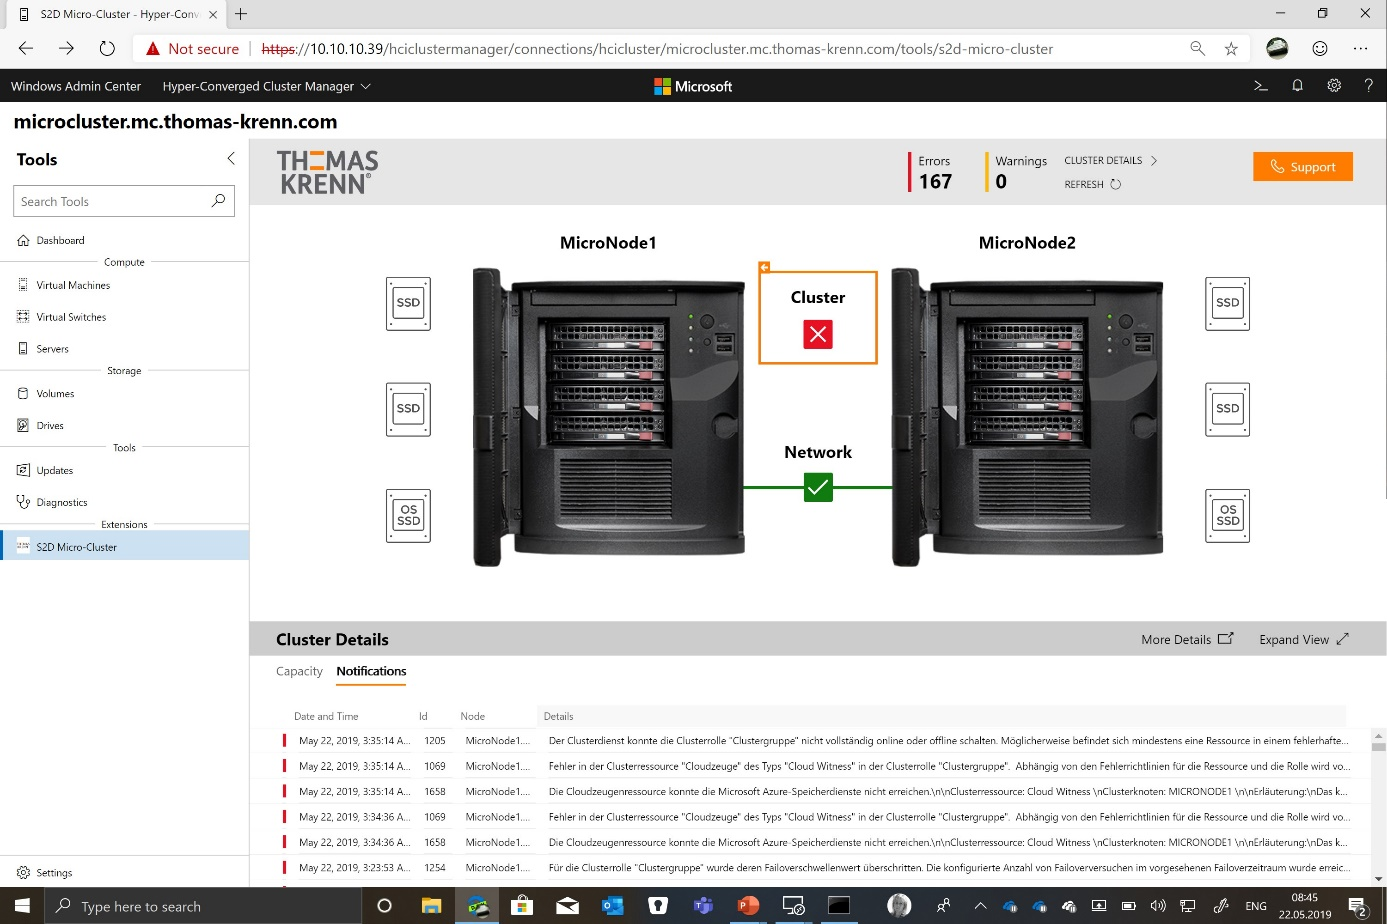 S2D Micro-Cluster - Hyper-Conv
Not secure
https://10.10.10.39/hciclustermanager/connections/hcicluster/microcluster.mc.thomas-krenn.com/tools/s2d-micro-cluster
Windows Admin Center
Hyper-Converged Cluster Manager
Microsoft
microcluster.mc.thomas-krenn.com
Tools
Search Tools
Dashboard
Compute
Virtual Machines
Virtual Switches
Servers
Storage
Volumes
Drives
Tools
Updates
Diagnostics
Extensions
S2D Micro-Cluster
Settings
THOMAS
KRENN®
Errors
167
Warnings
0
CLUSTER DETAILS
REFRESH
Support
MicroNode1
MicroNode2
SSD
SSD
OS
SSD
Cluster
Network
SSD
SSD
OS
SSD
Cluster Details
More Details
Expand View
Capacity
Notifications
Date and Time Id Node Details
May 22, 2019, 3:35:14 A... 1205 MicroNode1.... Der Clusterdienst konnte die Clusterrolle "Clustergruppe" nicht vollständig online oder offline schalten. Möglicherweise befindet sich mindestens eine Ressource in einem fehlerhafte...
May 22, 2019, 3:35:14 A... 1069 MicroNode1.... Fehler in der Clusterressource "Cloudzeuge" des Typs "Cloud Witness" in der Clusterrolle "Clustergruppe". Abhängig von den Fehlerrichtlinien für die Ressource und die Rolle wird vo...
May 22, 2019, 3:35:14 A... 1658 MicroNode1.... Die Cloudzeugenressource konnte die Microsoft Azure-Speicherdienste nicht erreichen.\n\nClusterressource: Cloud Witness \nClusterknoten: MICRONODE1 \n\nErläuterung:\nDas k...
May 22, 2019, 3:34:36 A... 1069 MicroNode1.... Fehler in der Clusterressource "Cloudzeuge" des Typs "Cloud Witness" in der Clusterrolle "Clustergruppe". Abhängig von den Fehlerrichtlinien für die Ressource und die Rolle wird vo...
May 22, 2019, 3:34:36 A... 1658 MicroNode1.... Die Cloudzeugenressource konnte die Microsoft Azure-Speicherdienste nicht erreichen.\n\nClusterressource: Cloud Witness \nClusterknoten: MICRONODE1 \n\nErläuterung:\nDas k...
May 22, 2019, 3:23:53 A... 1254 MicroNode1.... Für die Clusterrolle "Clustergruppe" wurde deren Failoverschwellenwert überschritten. Die konfigurierte Anzahl von Failoverversuchen im vorgesehenen Failoverzeitraum wurde erreic...
Type here to search
ENG
08:45
22.05.2019
2